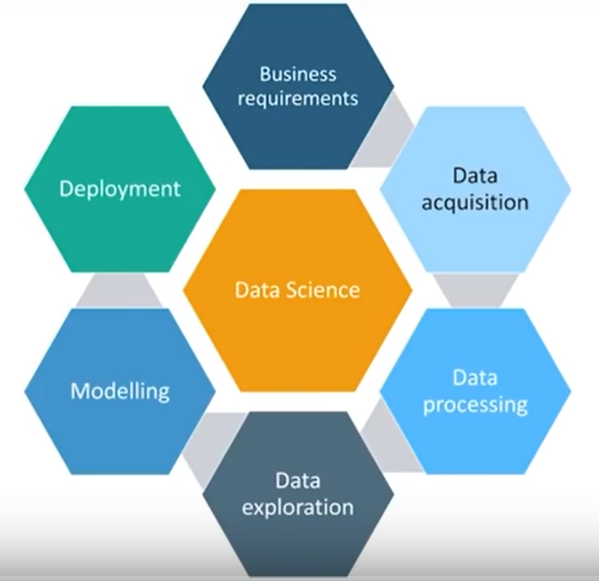 Business
requirements
Data
acquisition
Data
processing
Data
exploration
Modelling
Deployment
Data Science